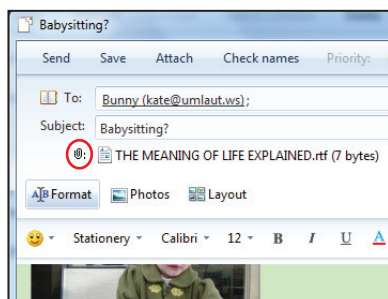 Babysitting?
Send Save Attach Check names Priority:
To: Bunny (kate@umlaut.ws);
Subject: Babysitting?
THE MEANING OF LIFE EXPLAINED.rtf (7 bytes)
AB Format Photos Layout
Stationery Calibri 12 B I U A